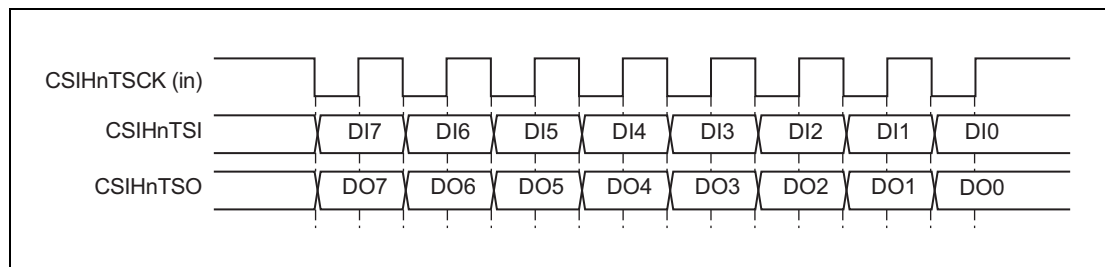 CSIHnTSCK (in)
CSIHnTSI DI7 DI6 DI5 DI4 DI3 DI2 DI1 DI0
CSIHnTSO DO7 DO6 DO5 DO4 DO3 DO2 DO1 DO0